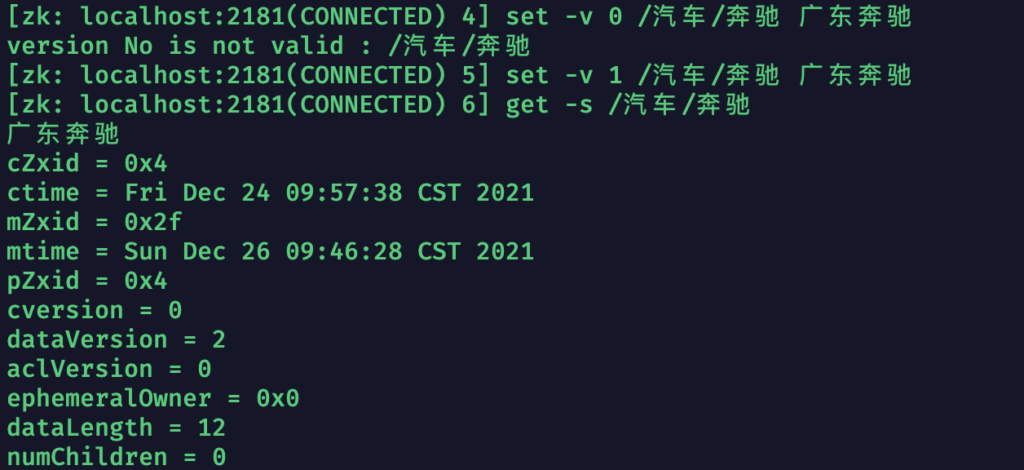 [zk: localhost:2181(CONNECTED) 4] set -v 0 /汽车/奔驰 广东奔驰
version No is not valid : /汽车/奔驰
[zk: localhost:2181(CONNECTED) 5] set -v 1 /汽车/奔驰 广东奔驰
[zk: localhost:2181(CONNECTED) 6] get -s /汽车/奔驰
广东奔驰
cZxid = 0x4
ctime = Fri Dec 24 09:57:38 CST 2021
mZxid = 0x2f
mtime = Sun Dec 26 09:46:28 CST 2021
pZxid = 0x4
cversion = 0
dataVersion = 2
aclVersion = 0
ephemeralOwner = 0x0
dataLength = 12
numChildren = 0